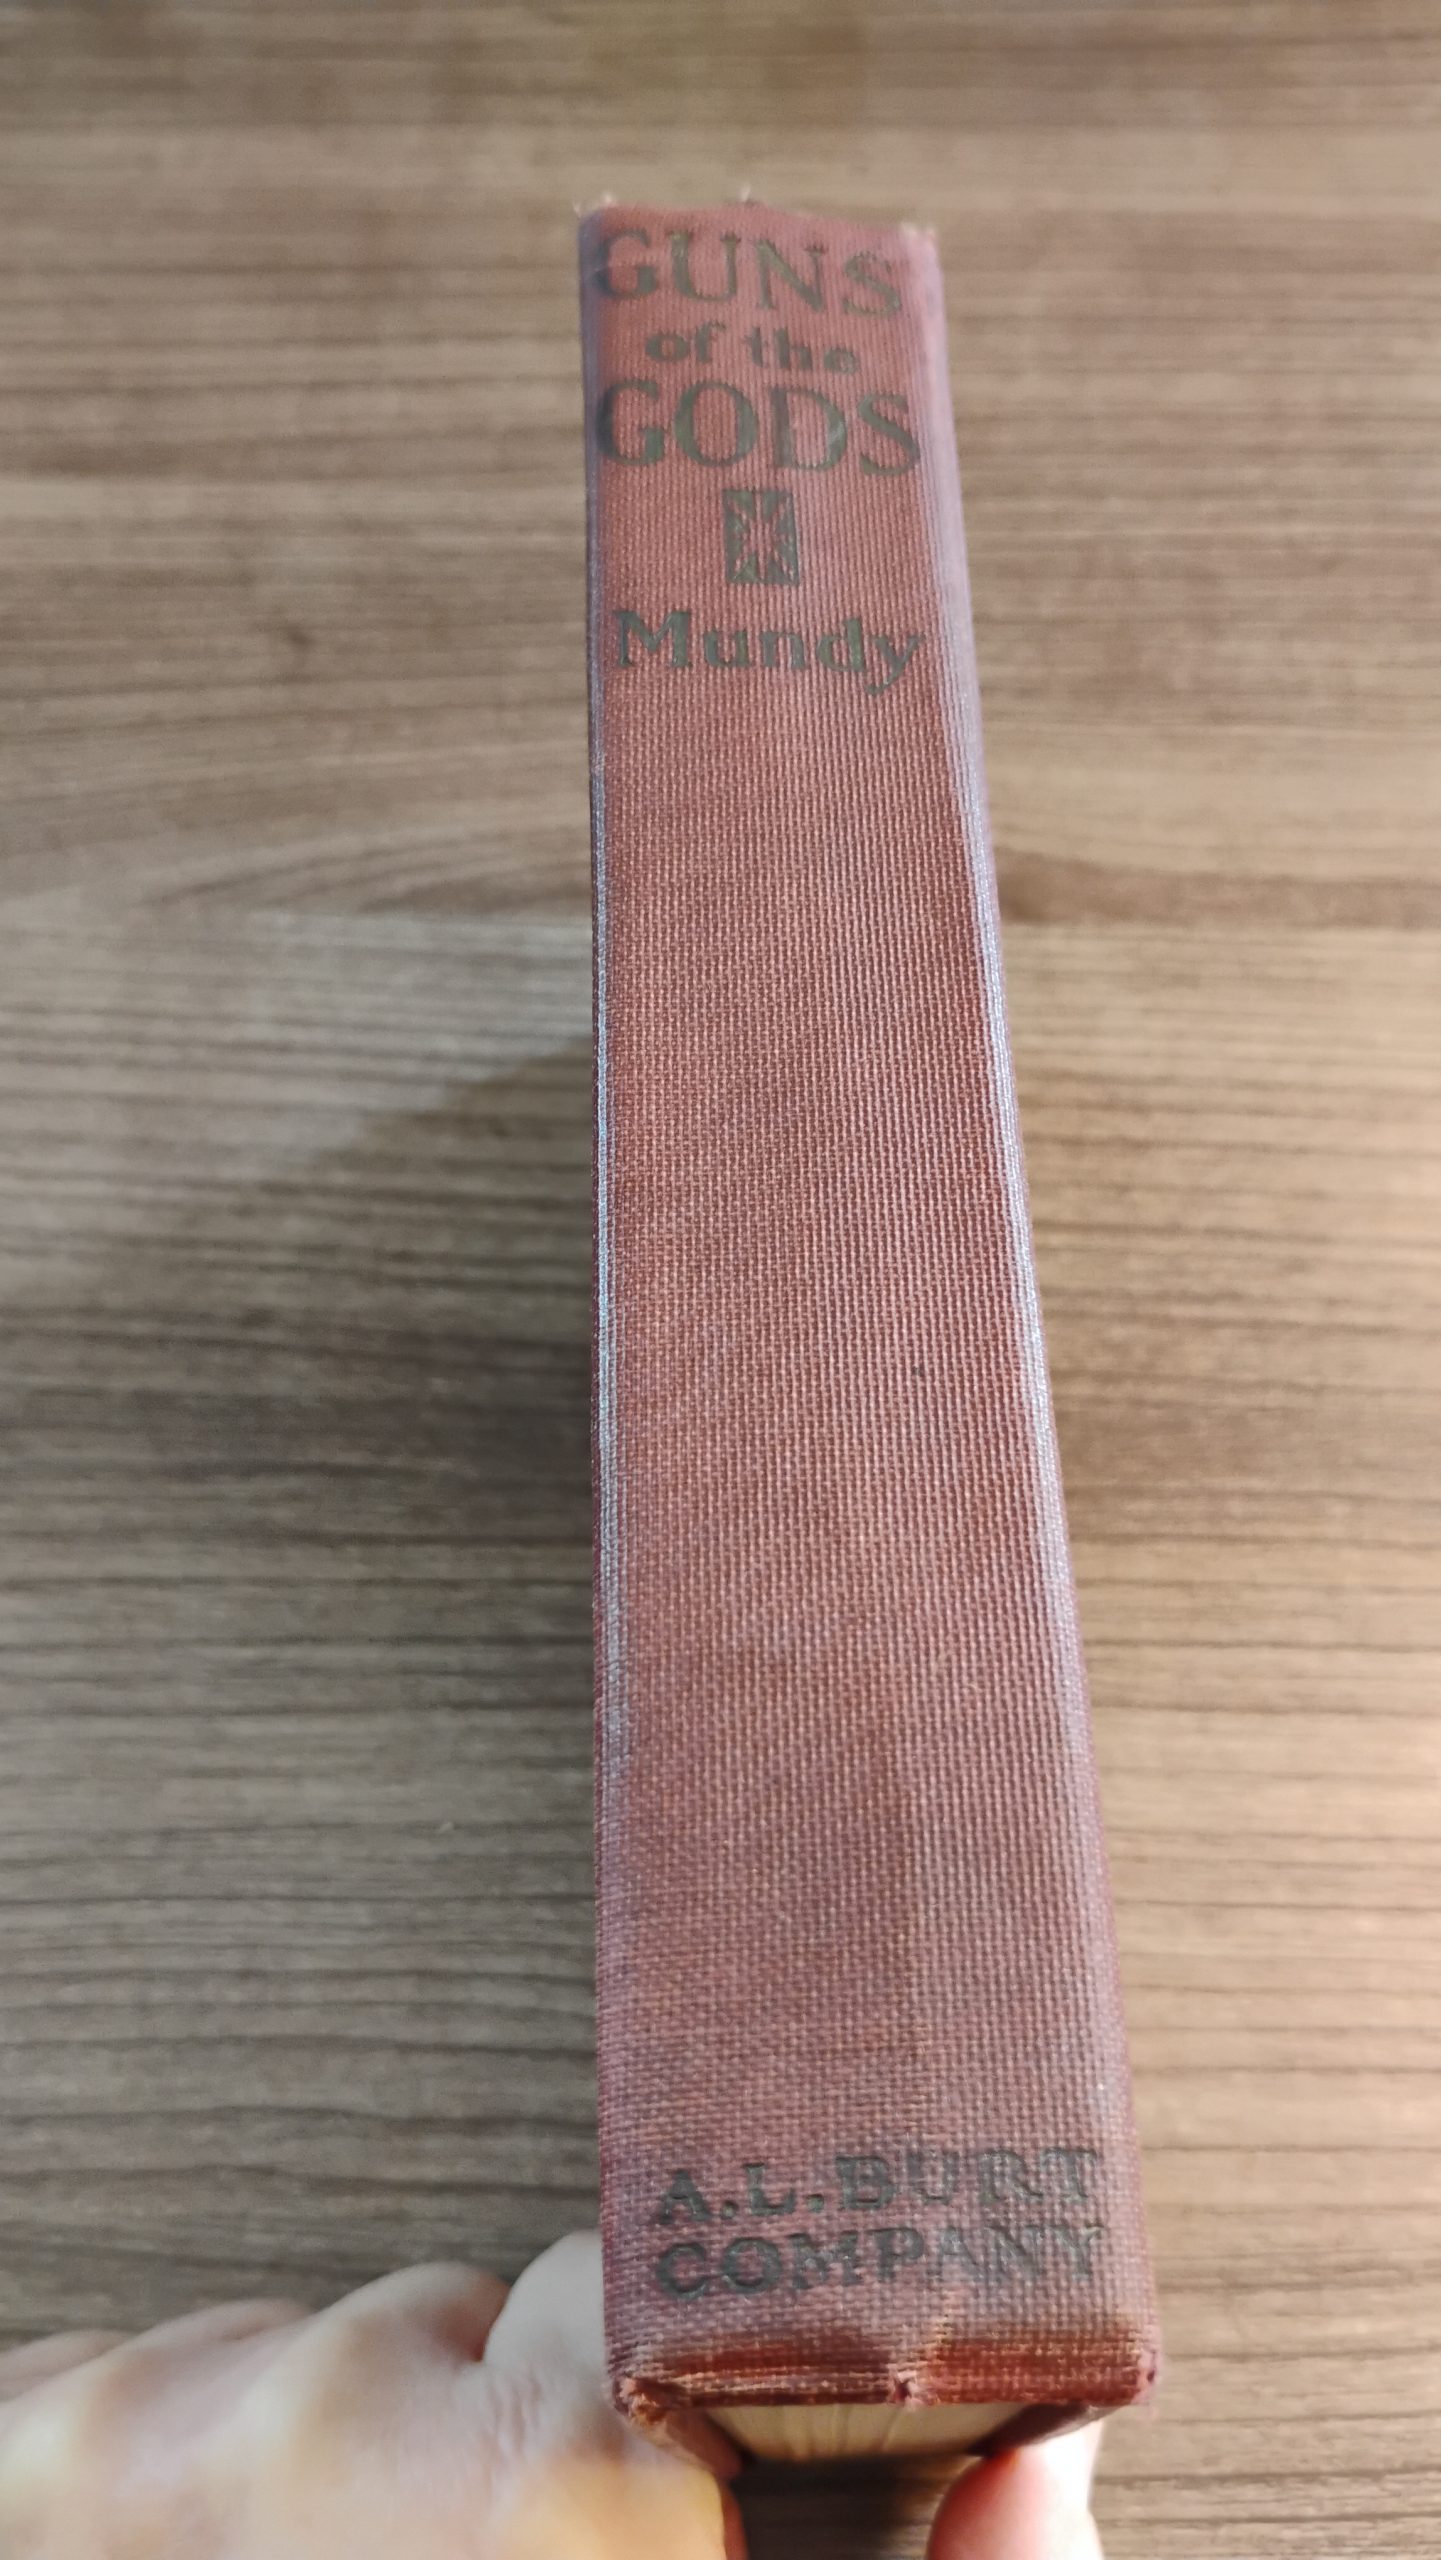 GUNS
of the
GODS
Mundy
A.L.BURT
COMPANY